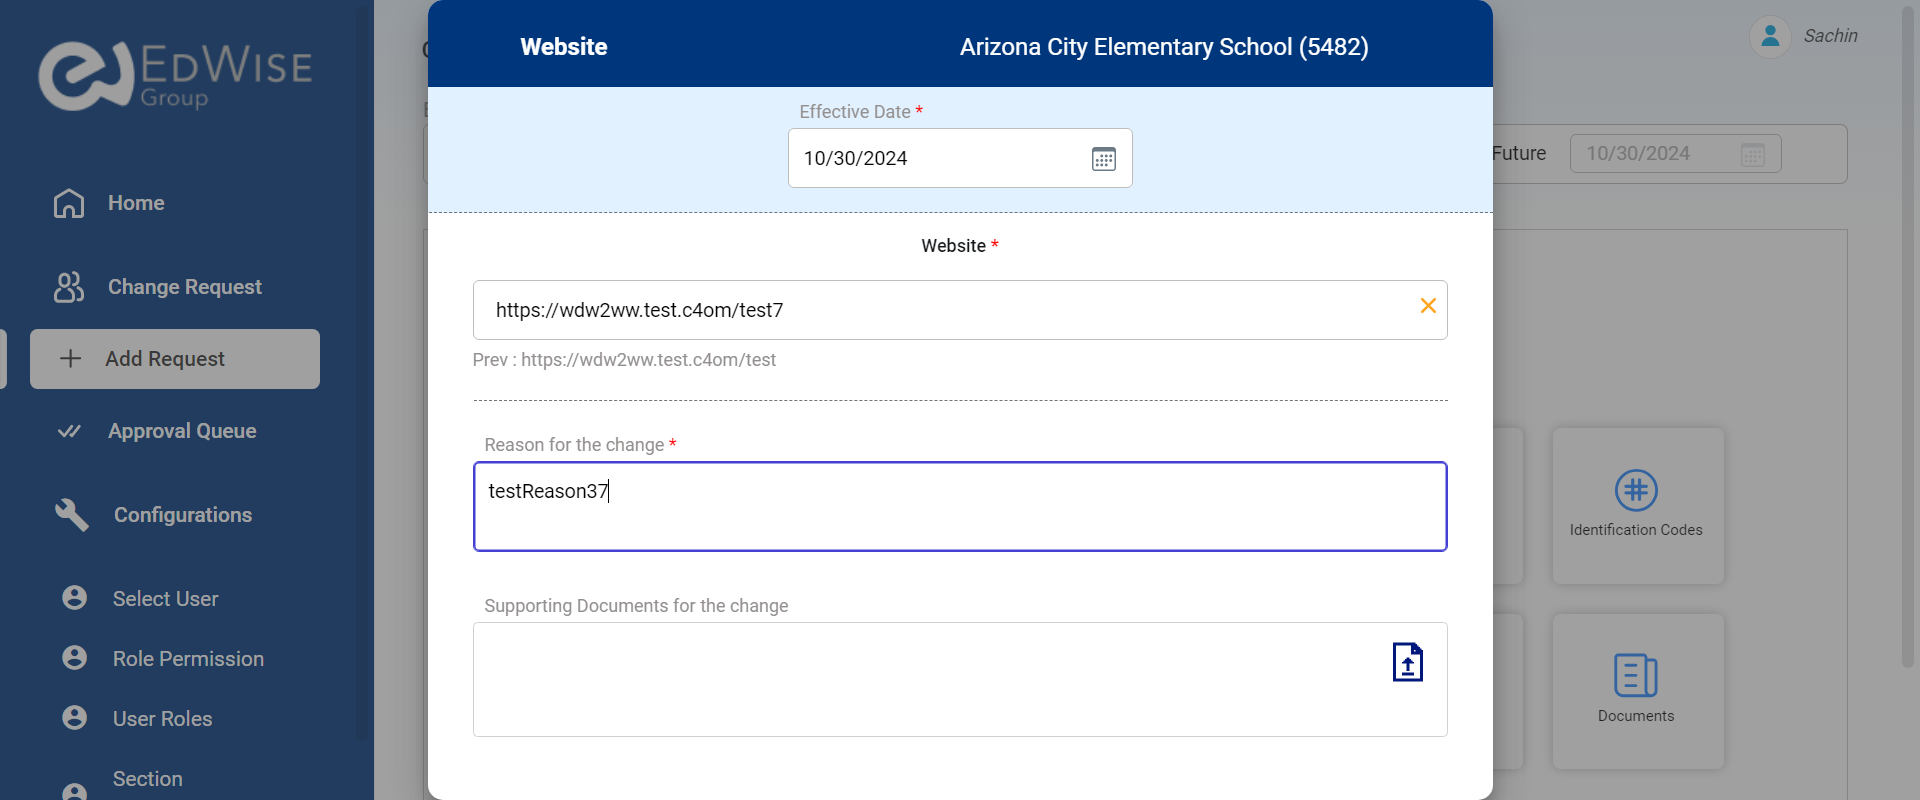 EDWISE
Group
Home
Change Request
Add Request
Approval Queue
Configurations
Select User
Role Permission
User Roles
Section
Website
Arizona City Elementary School (5482)
Effective Date *
10/30/2024
Website *
https://wdw2ww.test.c4om/test7
Prev : https://wdw2ww.test.c4om/test
Reason for the change *
testReason37
Supporting Documents for the change
Sachin
Future
10/30/2024
Identification Codes
Documents